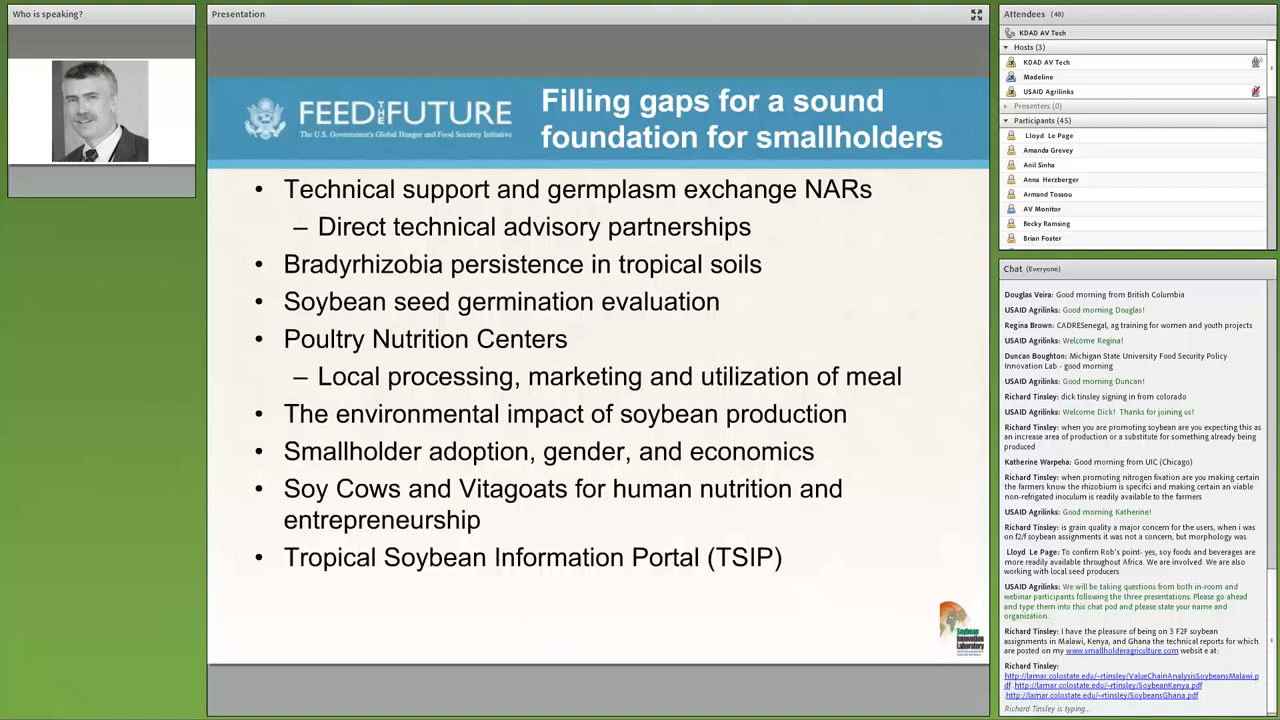 Who is speaking?
Presentation
FEED THE FUTURE
The U.S. Government's Global Hunger and Food Security Initiative
Filling gaps for a sound
foundation for smallholders
• Technical support and germplasm exchange NARs
– Direct technical advisory partnerships
• Bradyrhizobia persistence in tropical soils
• Soybean seed germination evaluation
• Poultry Nutrition Centers
– Local processing, marketing and utilization of meal
• The environmental impact of soybean production
• Smallholder adoption, gender, and economics
• Soy Cows and Vitagoats for human nutrition and
entrepreneurship
• Tropical Soybean Information Portal (TSIP)
Soybean
Innovation
Laboratory
Attendees (48)
KDAD AV Tech
Hosts (3)
KDAD AV Tech
Madeline
USAID Agrilinks
Presenters (0)
Participants (45)
Lloyd Le Page
Amanda Grevey
Anil Sinha
Anna Herzberger
Armand Tossou
AV Monitor
Becky Ramsing
Brian Foster
Chat (Everyone)
Douglas Veira: Good morning from British Columbia
USAID Agrilinks: Good morning Douglas!
Regina Brown: CADRESenegal, ag training for women and youth projects
USAID Agrilinks: Welcome Regina!
Duncan Boughton: Michigan State University Food Security Policy
Innovation Lab - good morning
USAID Agrilinks: Good morning Duncan!
Richard Tinsley: dick tinsley signing in from colorado
USAID Agrilinks: Welcome Dick! Thanks for joining us!
Richard Tinsley: when you are promoting soybean are you expecting this as
an increase area of production or a substitute for something already being
produced
Katherine Warpeha: Good morning from UIC (Chicago)
Richard Tinsley: when promoting nitrogen fixation are you making certain
the farmers know the rhizobium is specifci and making certain an viable
non-refrigated inoculum is readily available to the farmers
USAID Agrilinks: Good morning Katherine!
Richard Tinsley: is grain quality a major concern for the users, when i was
on f2/f soybean assignments it was not a concern, but morphology was
Lloyd Le Page: To confirm Rob's point- yes, soy foods and beverages are
more readily available throughout Africa. We are involved. We are also
working with local seed producers
USAID Agrilinks: We will be taking questions from both in-room and
webinar participants following the three presentations. Please go ahead
and type them into this chat pod and please state your name and
organization.
Richard Tinsley: I have the pleasure of being on 3 F2F soybean
assignments in Malawi, Kenya, and Ghana the technical reports for which
are posted on my www.smallholderagriculture.com websit e at:
Richard Tinsley:
http://lamar.colostate.edu/~rtinsley/ValueChainAnalysisSoybeansMalawi.p
df .http://lamar.colostate.edu/~rtinsley/SoybeanKenya.pdf
.http://lamar.colostate.edu/~rtinsley/SoybeansGhana.pdf
Richard Tinsley is typing...